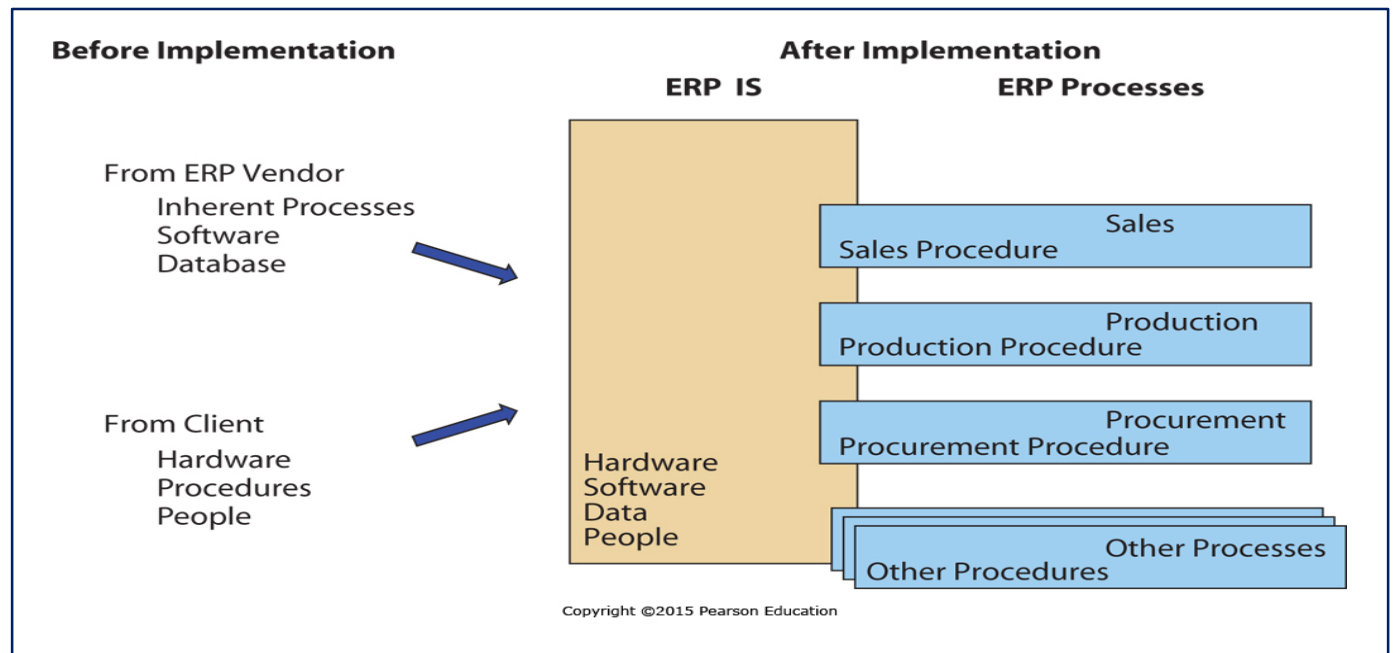 Before Implementation
After Implementation
ERP IS
ERP Processes
From ERP Vendor
Inherent Processes
Software
Database
From Client
Hardware
Procedures
People
Hardware
Software
Data
People
Sales
Sales Procedure
Production
Production Procedure
Procurement
Procurement Procedure
Other Processes
Other Procedures
Copyright ©2015 Pearson Education